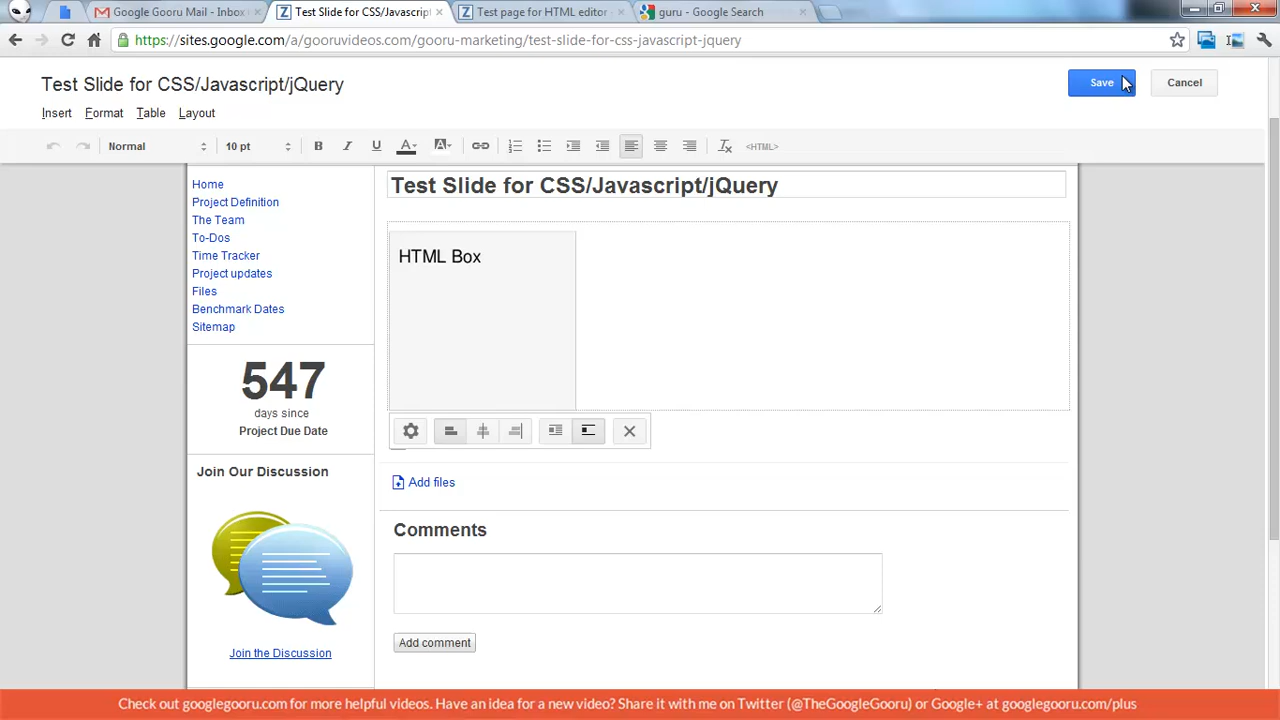 Google Gooru Mail - Inbox
Test Slide for CSS/Javascrip
Test page for HTML editor -
guru - Google Search
https://sites.google.com/a/gooruvideos.com/gooru-marketing/test-slide-for-css-javascript-jquery
Test Slide for CSS/Javascript/jQuery
Save
Cancel
Insert Format Table Layout
Normal 10 pt B I U A A <HTML>
Home
Project Definition
The Team
To-Dos
Time Tracker
Project updates
Files
Benchmark Dates
Sitemap
547
days since
Project Due Date
Join Our Discussion
Join the Discussion
Test Slide for CSS/Javascript/jQuery
HTML Box
Add files
Comments
Add comment
Check out googlegooru.com for more helpful videos. Have an idea for a new video? Share it with me on Twitter (@TheGoogleGooru) or Google+ at googlegooru.com/plus